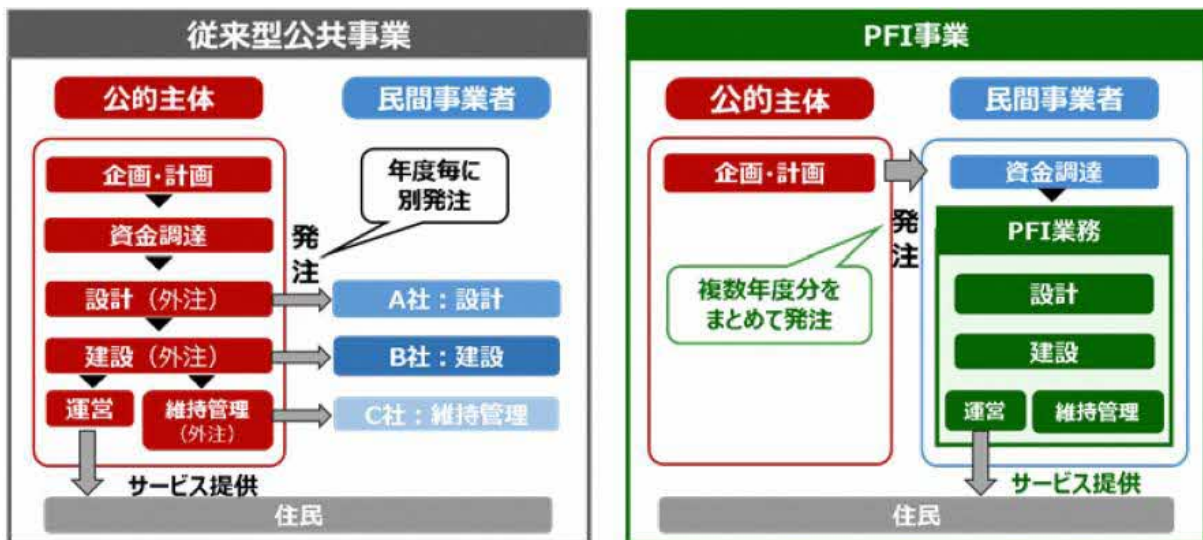 従来型公共事業
公的主体
民間事業者
企画・計画
資金調達
設計（外注）
建設（外注）
運営
維持管理
（外注）
発注
年度毎に
別発注
A社：設計
B社：建設
C社：維持管理
サービス提供
住民
PFI事業
公的主体
民間事業者
企画・計画
発注
複数年度分を
まとめて発注
資金調達
PFI業務
設計
建設
運営
維持管理
サービス提供
住民